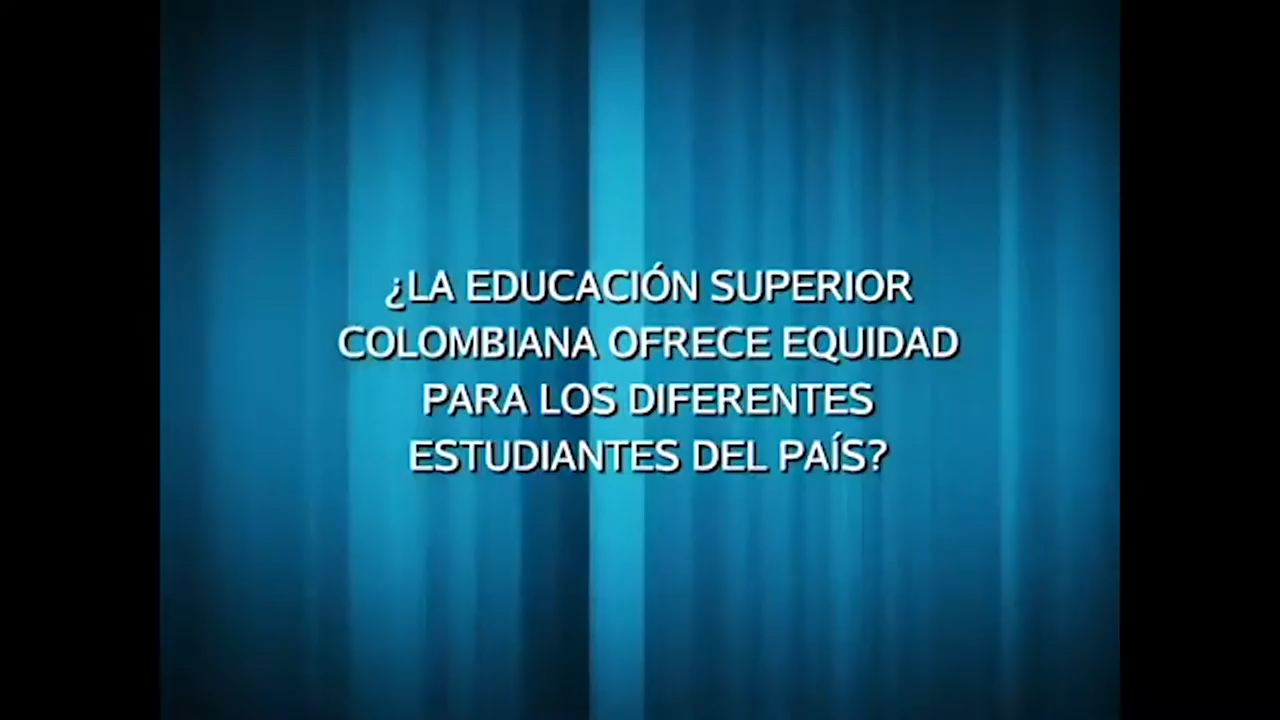 ¿LA EDUCACIÓN SUPERIOR
COLOMBIANA OFRECE EQUIDAD
PARA LOS DIFERENTES
ESTUDIANTES DEL PAÍS?